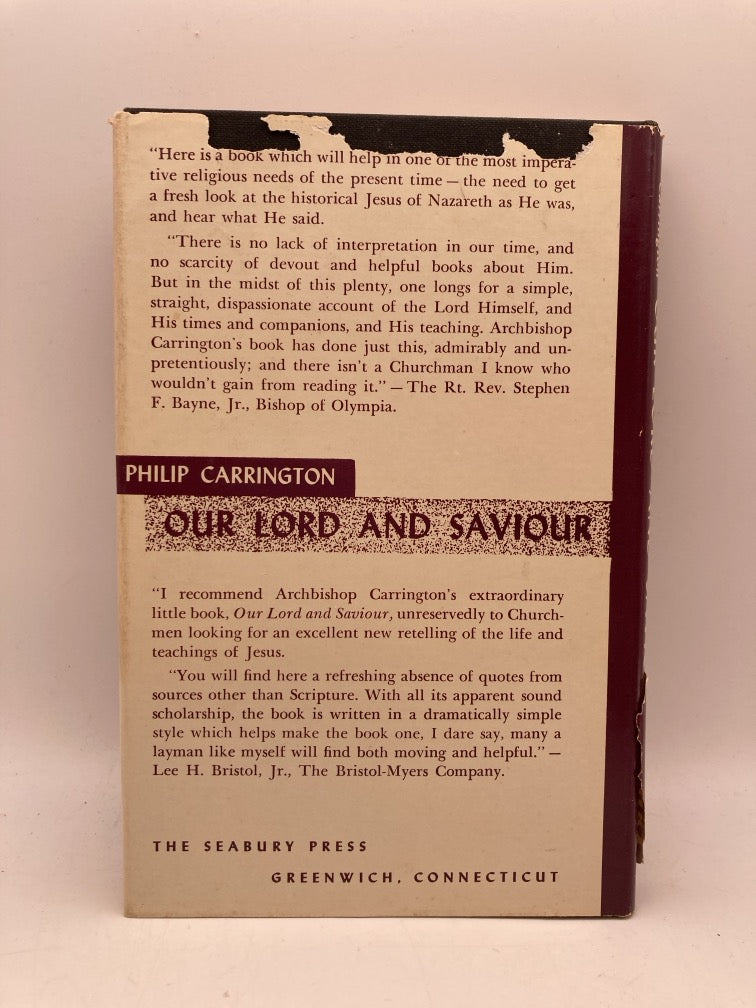 “Here is a book which will help in one of the most impera-
tive religious needs of the present time — the need to get
a fresh look at the historical Jesus of Nazareth as He was,
and hear what He said.
“There is no lack of interpretation in our time, and
no scarcity of devout and helpful books about Him.
But in the midst of this plenty, one longs for a simple,
straight, dispassionate account of the Lord Himself, and
His times and companions, and His teaching. Archbishop
Carrington's book has done just this, admirably and un-
pretentiously; and there isn't a Churchman I know who
wouldn't gain from reading it.” — The Rt. Rev. Stephen
F. Bayne, Jr., Bishop of Olympia.
PHILIP CARRINGTON
OUR LORD AND SAVIOUR
“I recommend Archbishop Carrington's extraordinary
little book, Our Lord and Saviour, unreservedly to Church-
men looking for an excellent new retelling of the life and
teachings of Jesus.
“You will find here a refreshing absence of quotes from
sources other than Scripture. With all its apparent sound
scholarship, the book is written in a dramatically simple
style which helps make the book one, I dare say, many a
layman like myself will find both moving and helpful.” —
Lee H. Bristol, Jr., The Bristol-Myers Company.
THE SEABURY PRESS
GREENWICH, CONNECTICUT